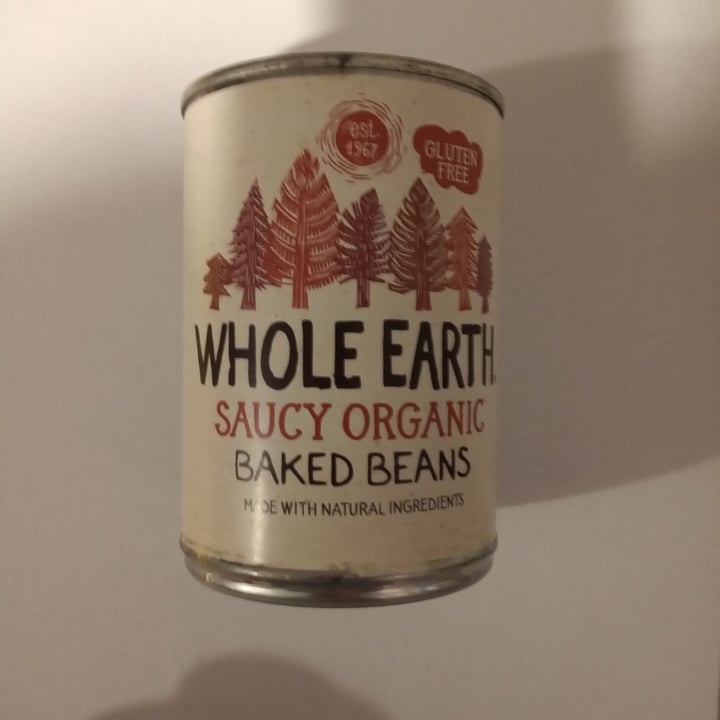 est.
1967
GLUTEN
FREE
WHOLE EARTH
SAUCY ORGANIC
BAKED BEANS
MADE WITH NATURAL INGREDIENTS